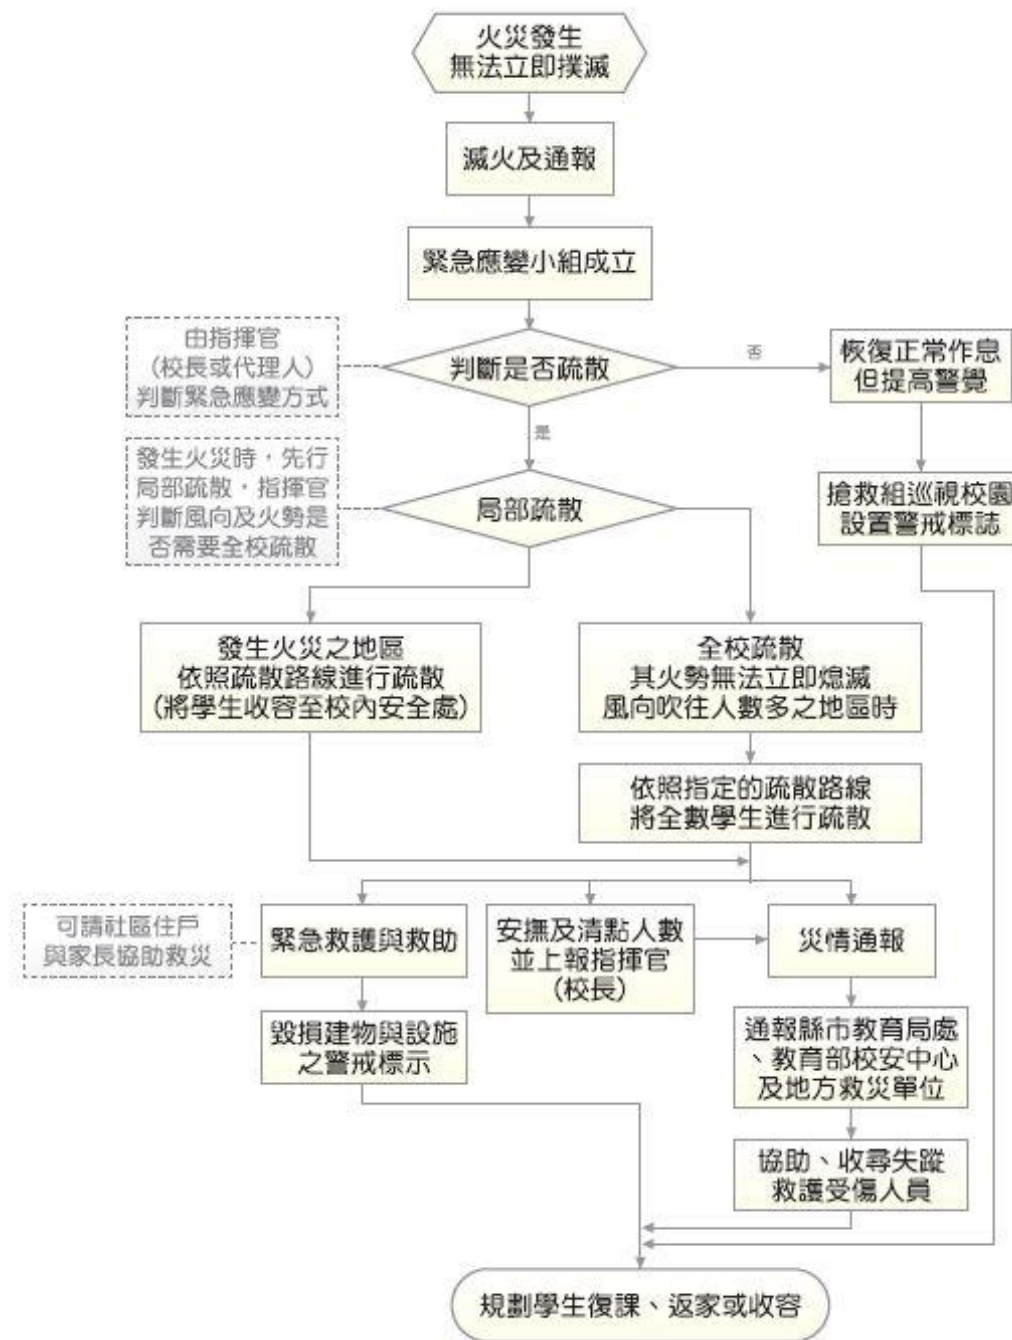 火災發生
無法立即撲滅
滅火及通報
緊急應變小組成立
由指揮官
(校長或代理人)
判斷緊急應變方式
判斷是否疏散
否
恢復正常作息
但提高警覺
是
發生火災時，先行
局部疏散，指揮官
判斷風向及火勢是
否需要全校疏散
局部疏散
搶救組巡視校園
設置警戒標誌
發生火災之地區
依照疏散路線進行疏散
(將學生收容至校內安全處)
全校疏散
其火勢無法立即熄滅
風向吹往人數多之地區時
依照指定的疏散路線
將全數學生進行疏散
可請社區住戶
與家長協助救災
緊急救護與救助
安撫及清點人數
並上報指揮官
(校長)
災情通報
毀損建物與設施
之警戒標示
通報縣市教育局處
、教育部校安中心
及地方救災單位
協助、收尋失蹤
救護受傷人員
規劃學生復課、返家或收容